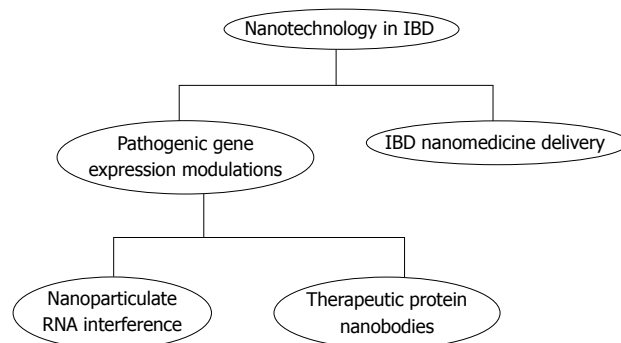 Nanotechnology in IBD
Pathogenic gene
expression modulations
IBD nanomedicine delivery
Nanoparticulate
RNA interference
Therapeutic protein
nanobodies